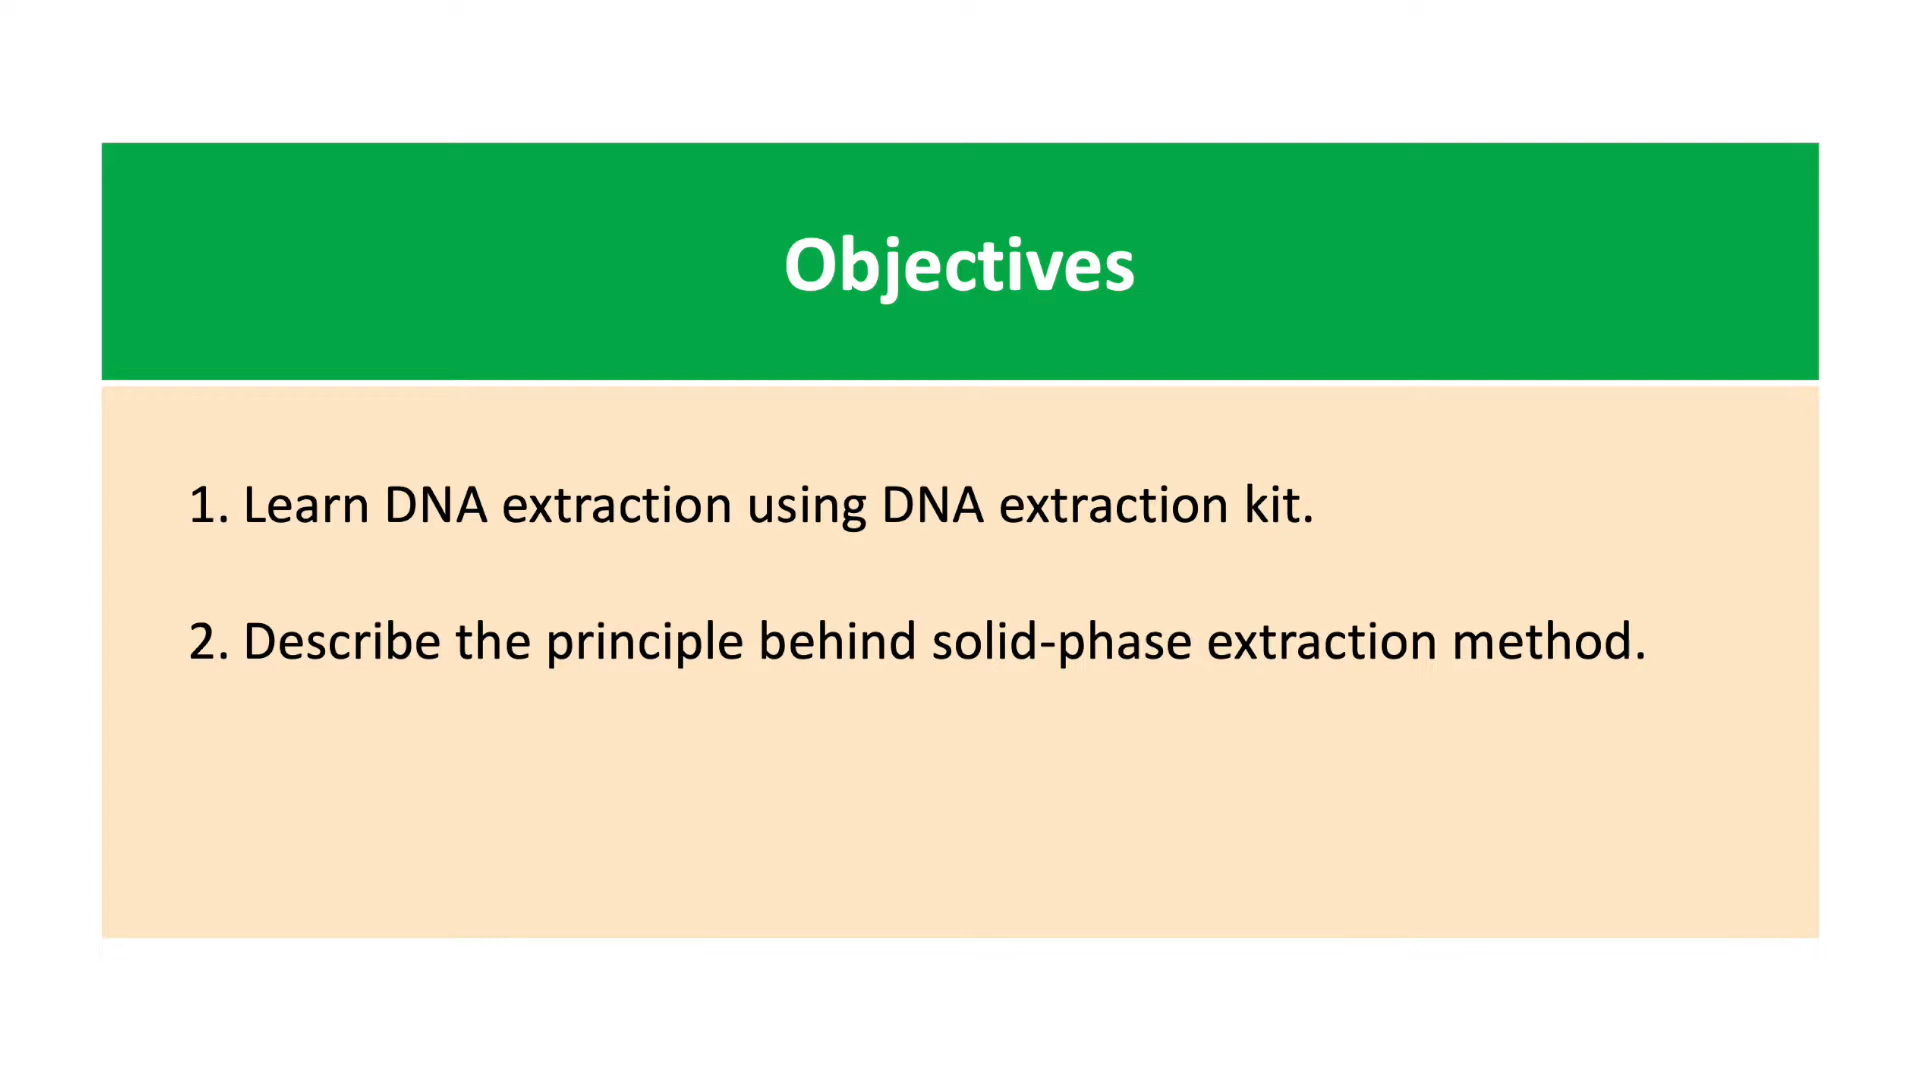 Objectives
1. Learn DNA extraction using DNA extraction kit.
2. Describe the principle behind solid-phase extraction method.